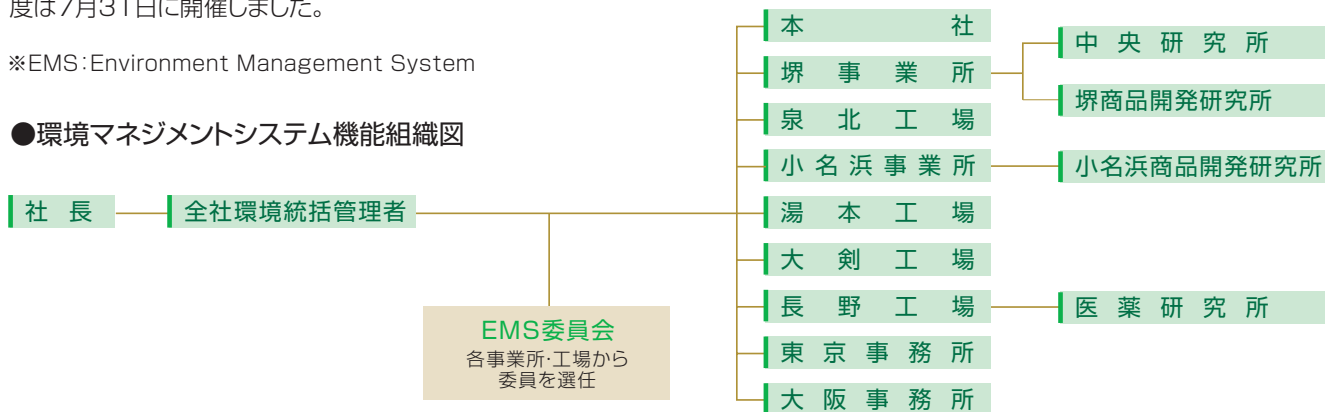 度は7月31日に開催しました。
※EMS:Environment Management System
●環境マネジメントシステム機能組織図
社長
全社環境統括管理者
EMS委員会
各事業所・工場から
委員を選任
本社
堺事業所
泉北工場
小名浜事業所
湯本工場
大剣工場
長野工場
東京事務所
大阪事務所
中央研究所
堺商品開発研究所
小名浜商品開発研究所
医薬研究所